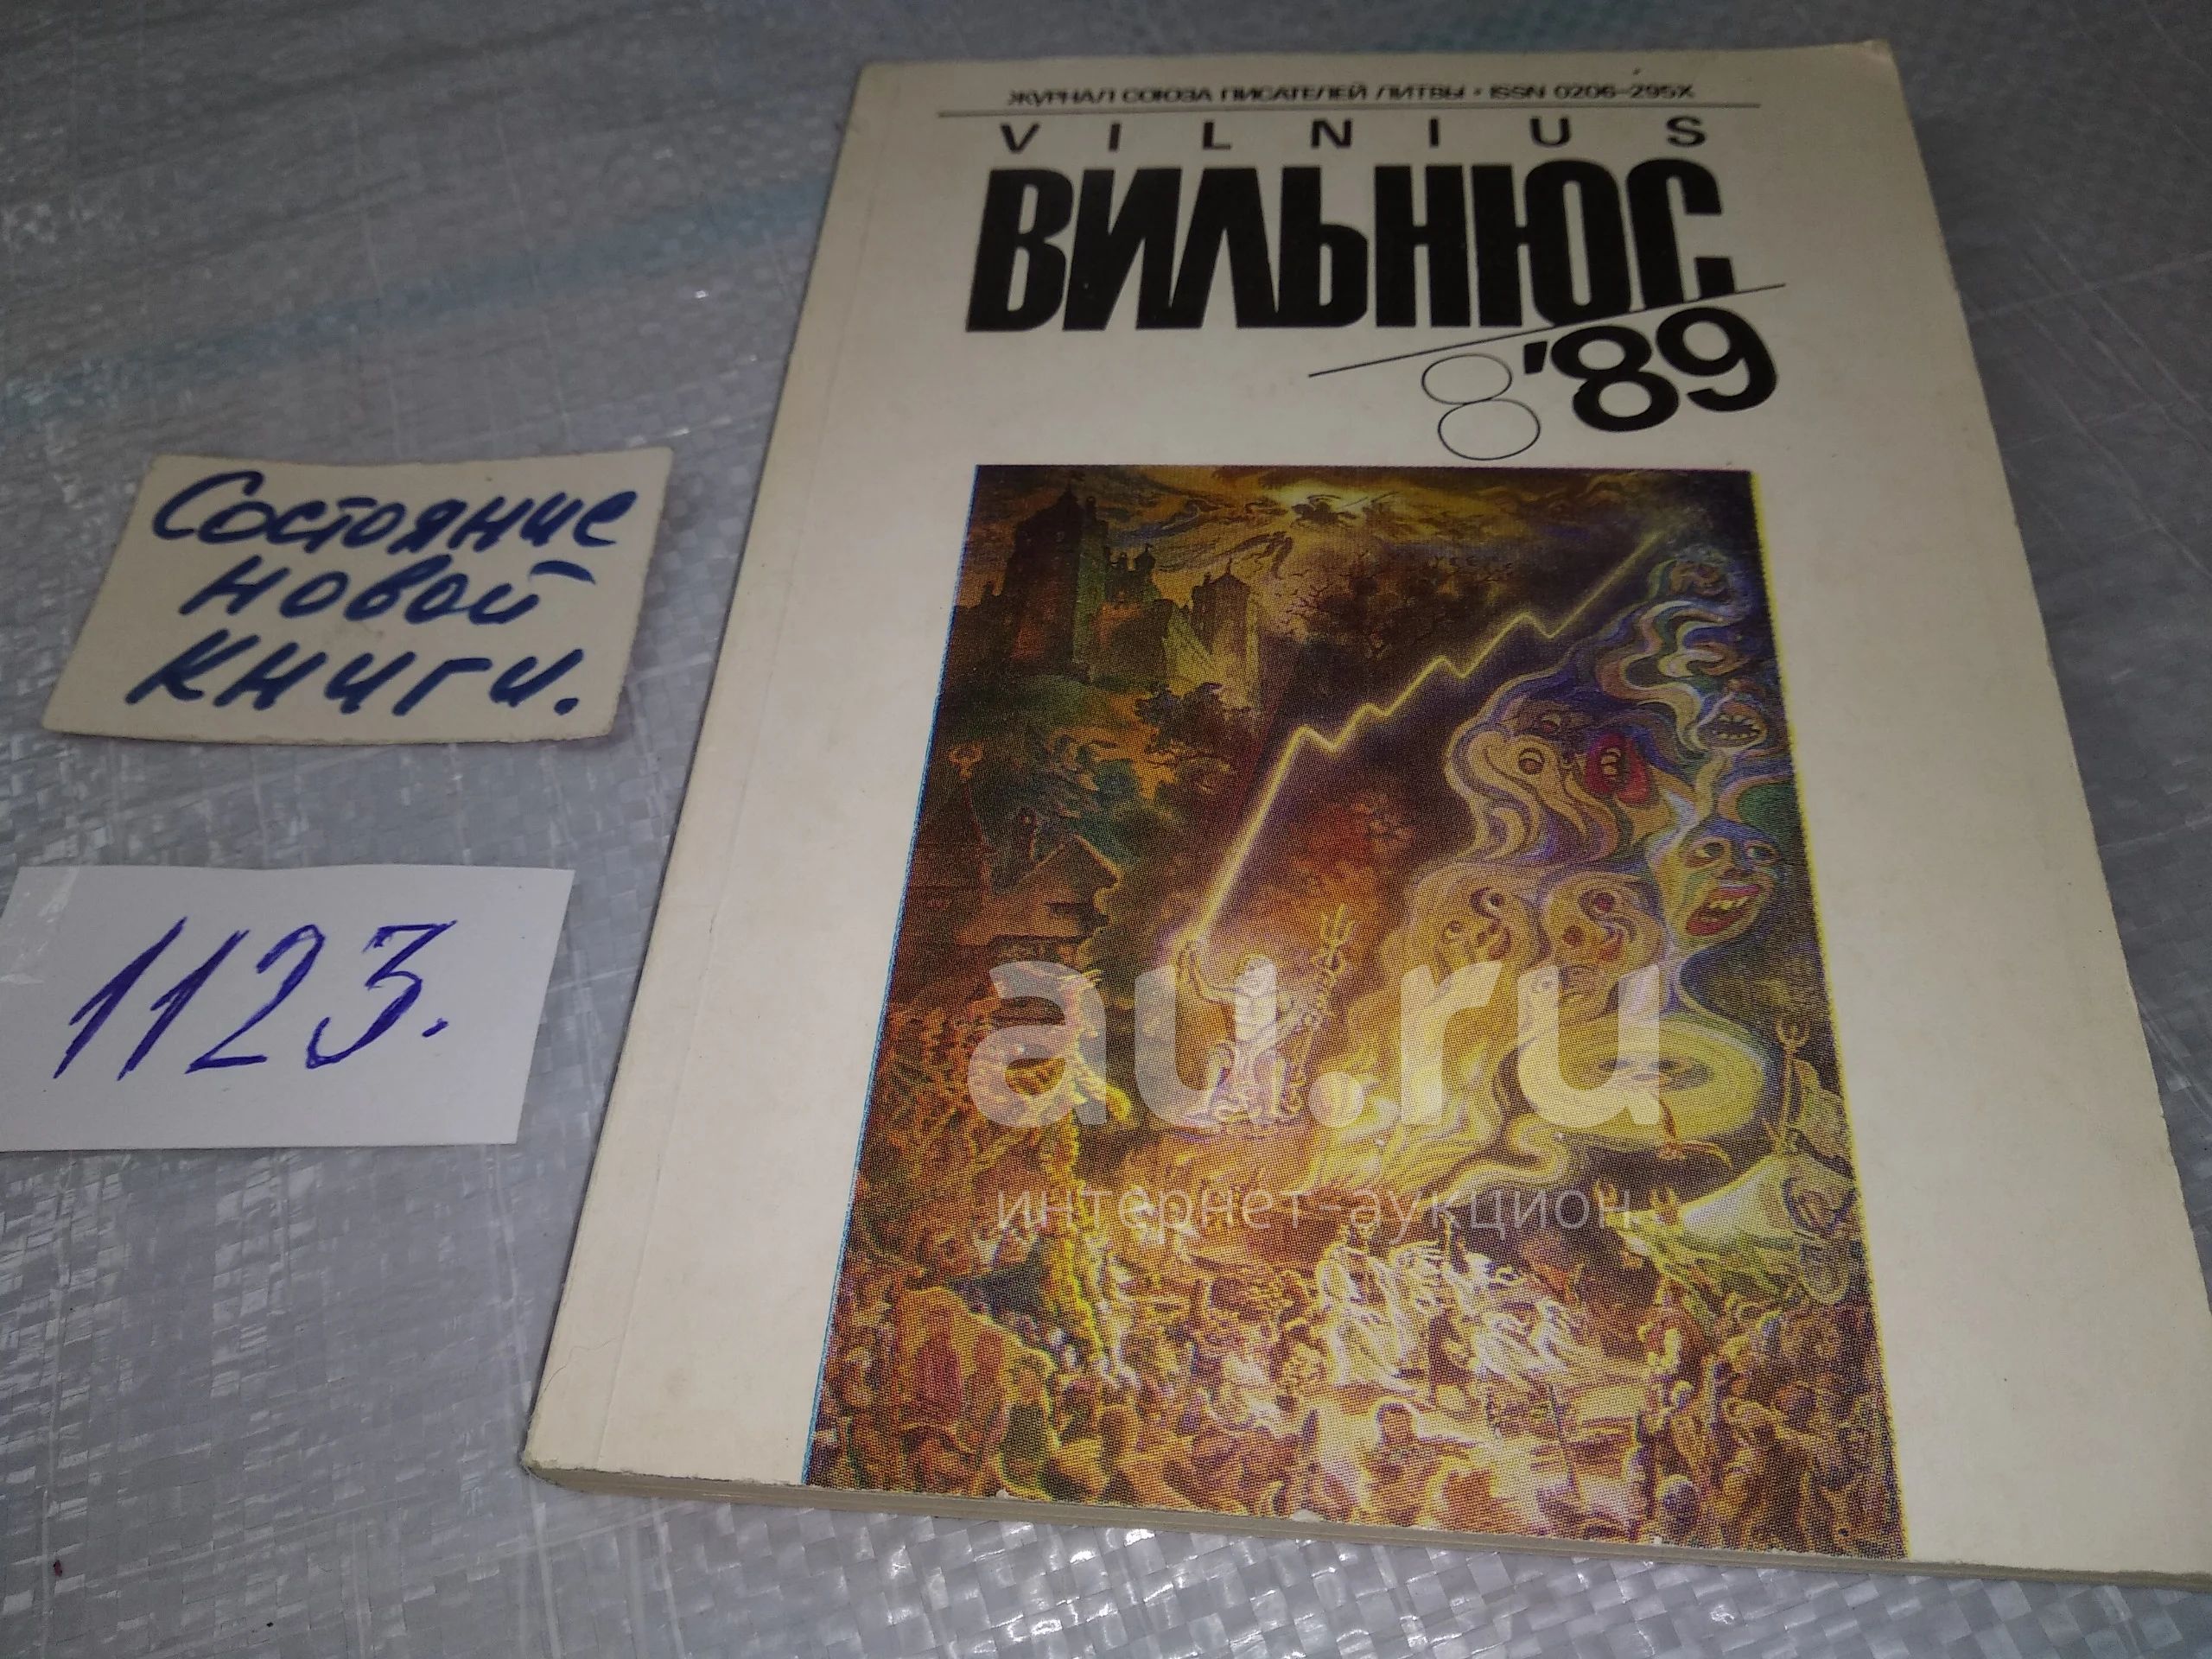 ЖУРНАЛ СОЮЗА ПИСАТЕЛЕЙ ЛИТВЫ • ISSN 0206-295X
VILNIUS
ВИЛЬНЮС
8'89
Состояние
новой
книги.
1123.
au.ru
интернет-аукцион